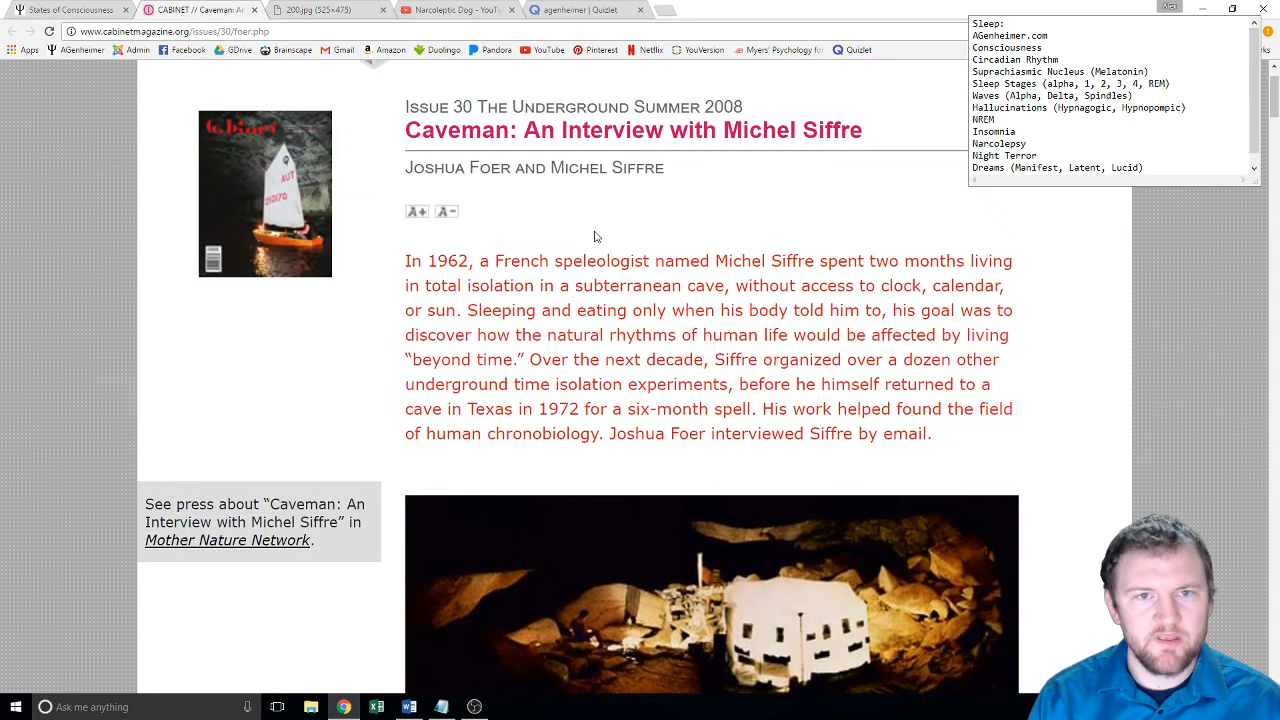 States of Consciousness
CABINET // Caveman: An
200.jpg (525×475)
Narcoleptic Dog - YouTub
agenheimer | Quizlet
Alex
www.cabinetmagazine.org/issues/30/foer.php
Apps
AGenheimer
Admin
Facebook
GDrive
Brainscape
Gmail
Amazon
Duolingo
Pandora
YouTube
Pinterest
Netflix
YouVersion
Myers' Psychology fo
Quizlet
Sleep:
AGenheimer.com
Consciousness
Circadian Rhythm
Suprachiasmic Nucleus (Melatonin)
Sleep Stages (alpha, 1, 2, 3, 4, REM)
Waves (Alpha, Delta, Spindles)
Hallucinations (Hypnogogic, Hypnopompic)
NREM
Insomnia
Narcolepsy
Night Terror
Dreams (Manifest, Latent, Lucid)
ISSUE 30 THE UNDERGROUND SUMMER 2008
Caveman: An Interview with Michel Siffre
JOSHUA FOER AND MICHEL SIFFRE
A+ A-
In 1962, a French speleologist named Michel Siffre spent two months living
in total isolation in a subterranean cave, without access to clock, calendar,
or sun. Sleeping and eating only when his body told him to, his goal was to
discover how the natural rhythms of human life would be affected by living
“beyond time.” Over the next decade, Siffre organized over a dozen other
underground time isolation experiments, before he himself returned to a
cave in Texas in 1972 for a six-month spell. His work helped found the field
of human chronobiology. Joshua Foer interviewed Siffre by email.
See press about “Caveman: An
Interview with Michel Siffre” in
Mother Nature Network.
Ask me anything